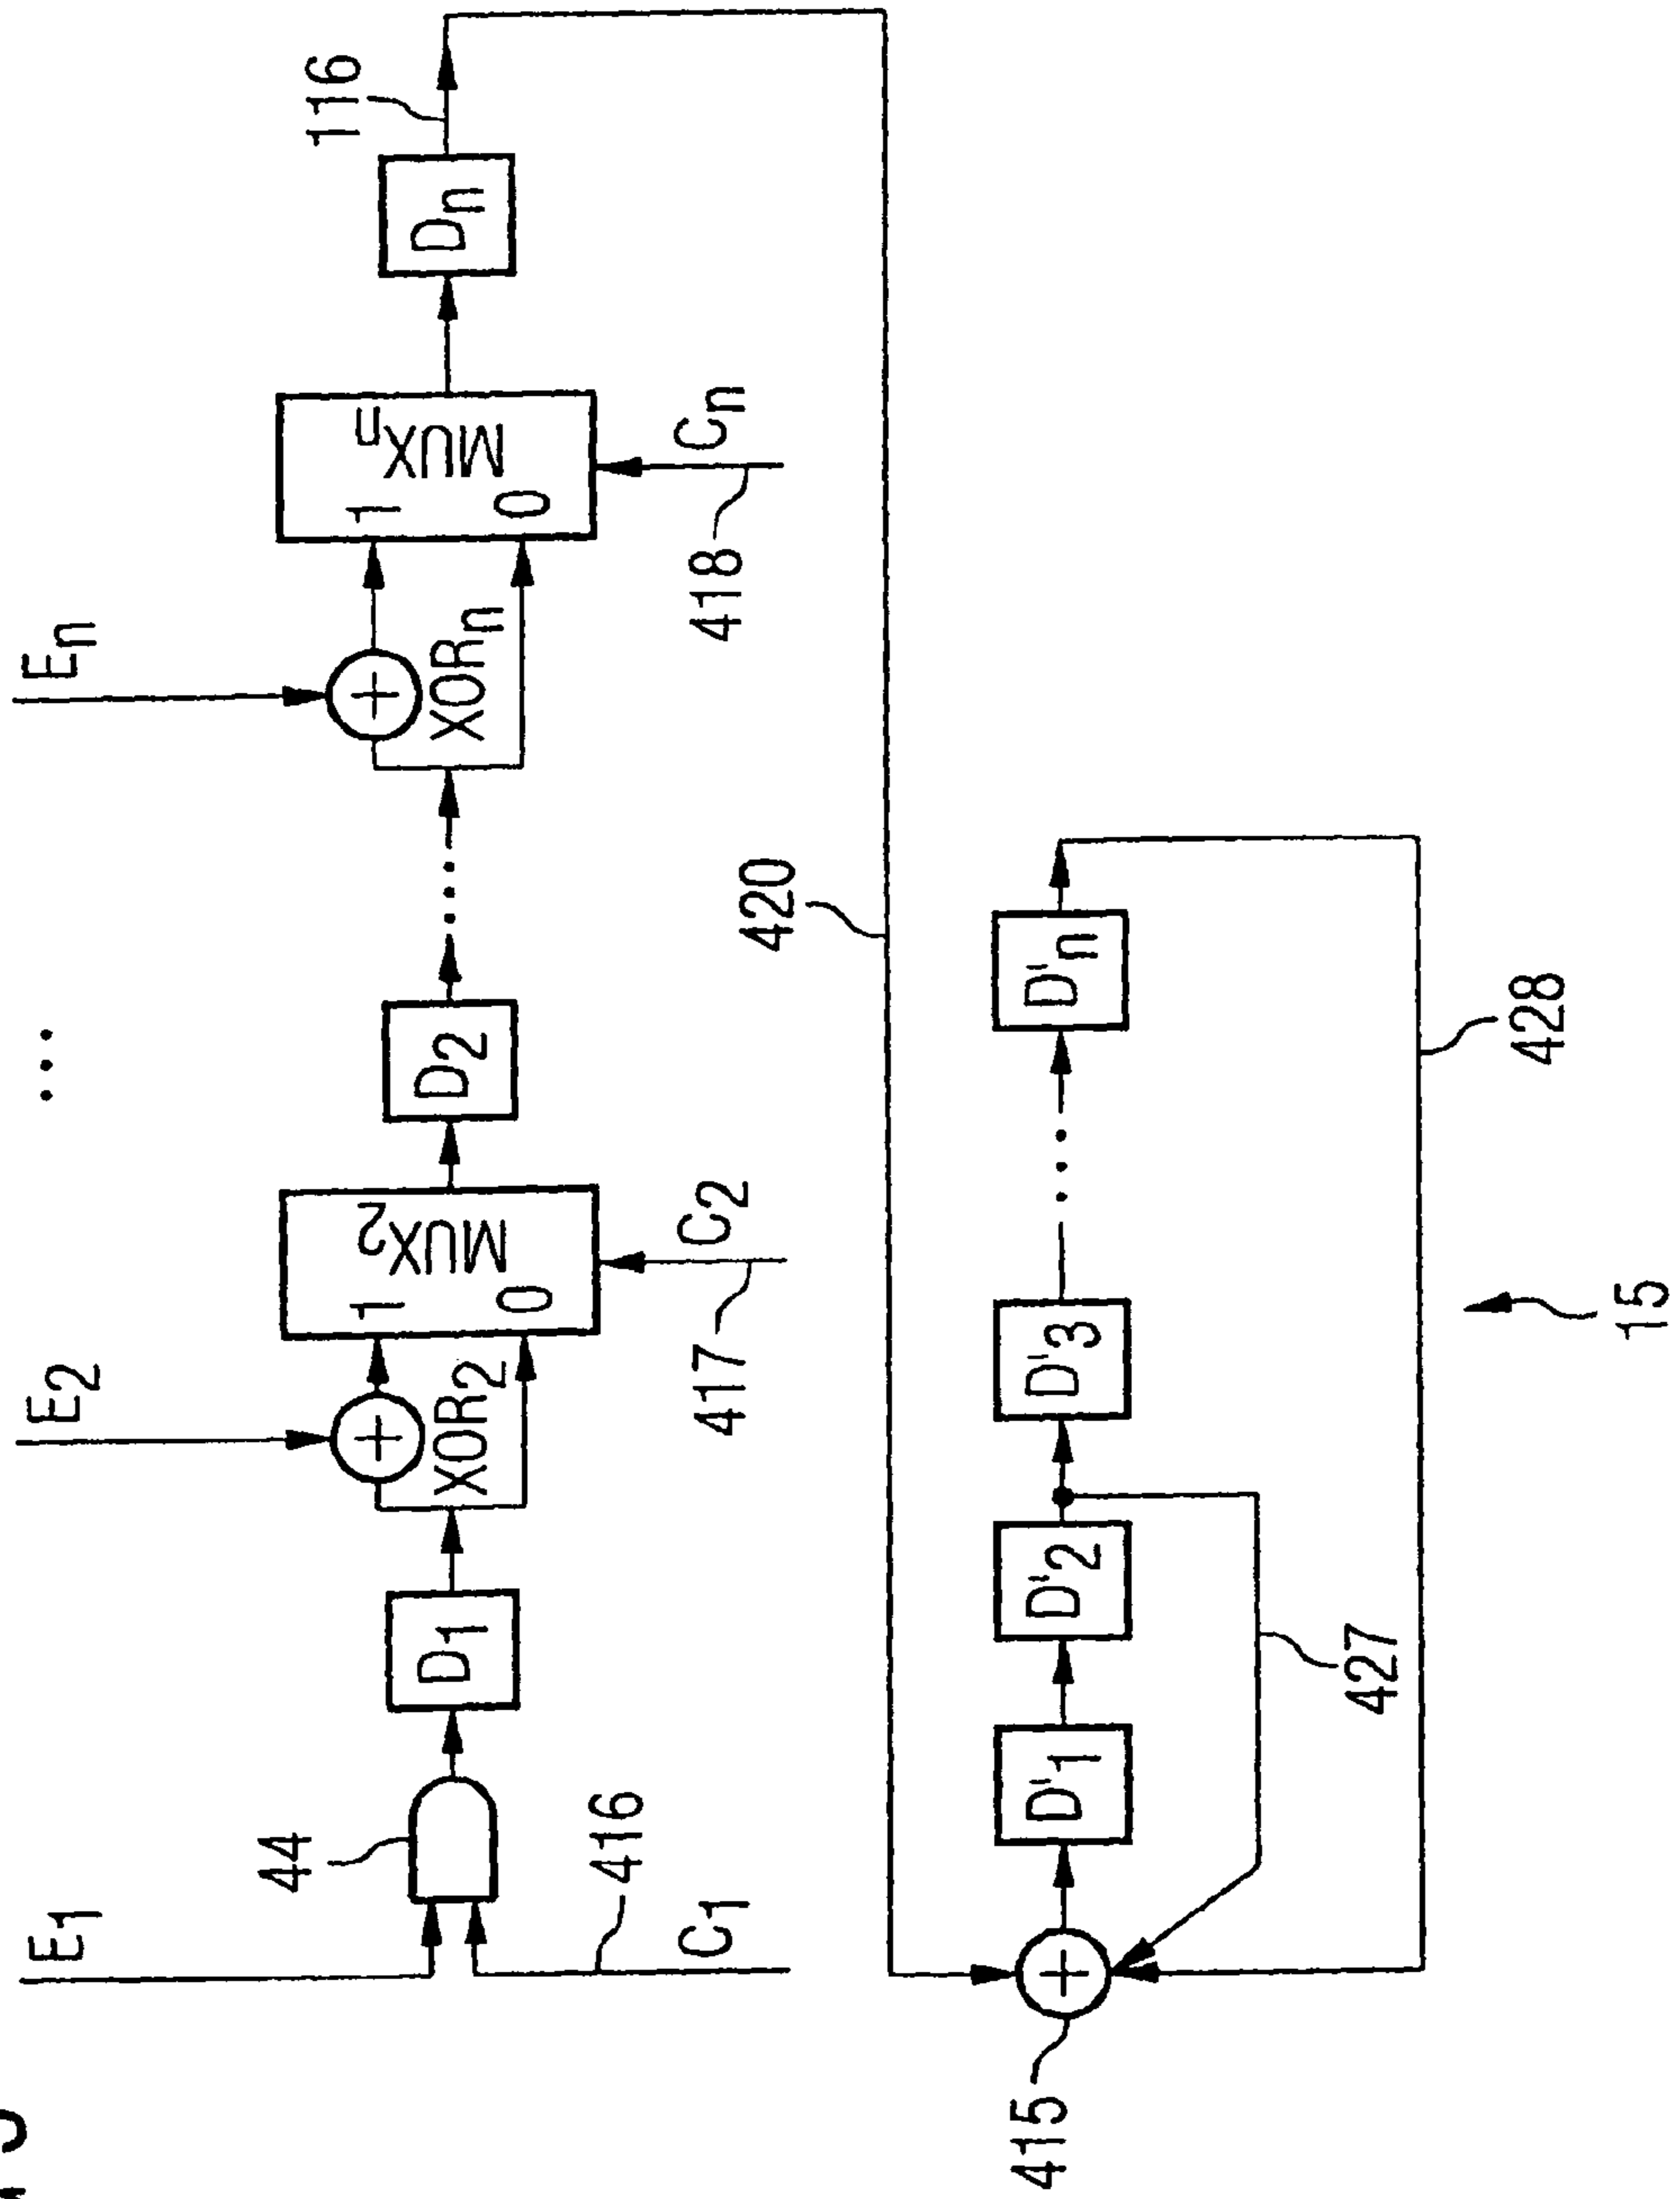 E1
E2
...
En
44
D1
XOR2
1
0
MUX2
D2
...
XORn
1
0
MUXn
Dn
116
416
C1
417
C2
418
Cn
420
415
D'1
D'2
D'3
...
D'n
427
428
15